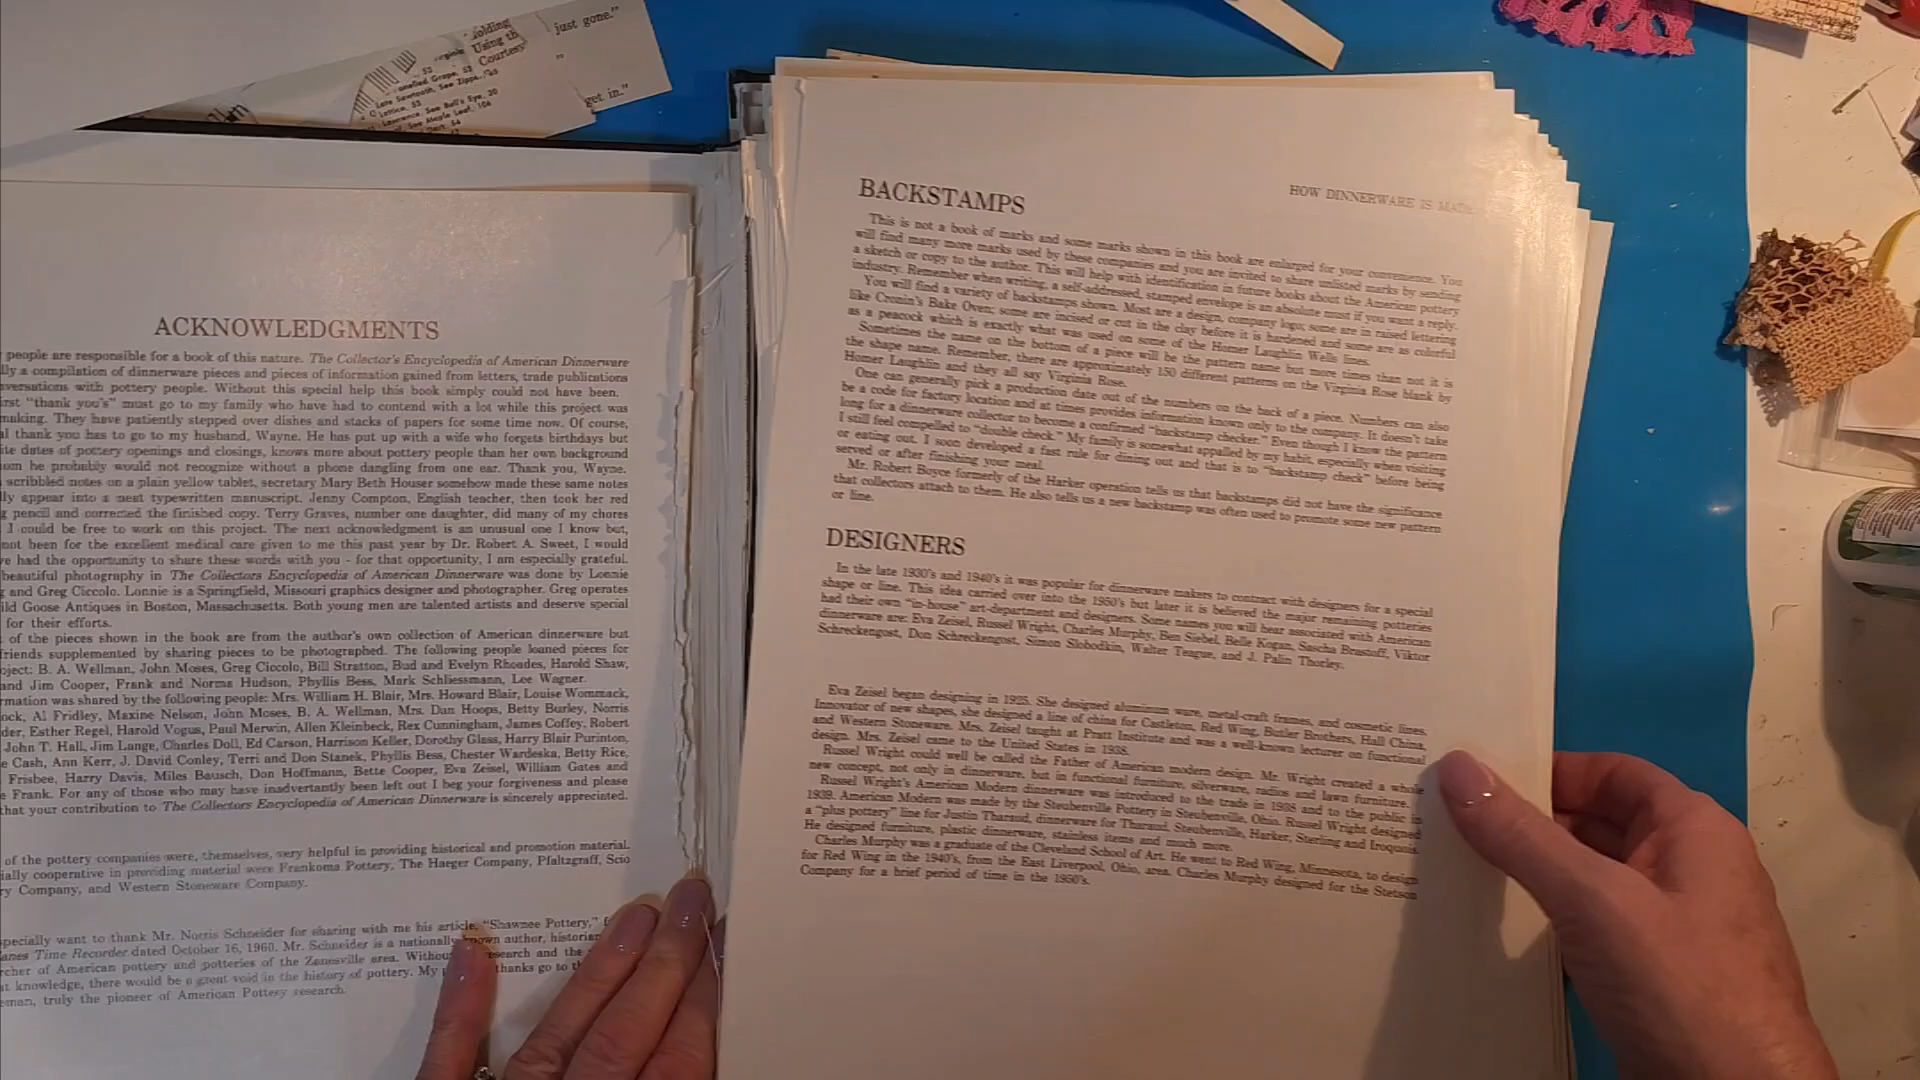 just gone."
olding
Using th
Courtesy
"
get in."
Late Sawtooth, See Zippe
Lattice, 53
Lawrence, See Bull's Eye, 20
See Maple Leaf, 106
ACKNOWLEDGMENTS
people are responsible for a book of this nature. The Collector's Encyclopedia of American Dinnerware
lly a compilation of dinnerware pieces and pieces of information gained from letters, trade publications
nversations with pottery people. Without this special help this book simply could not have been.
irst "thank you's" must go to my family who have had to contend with a lot while this project was
making. They have patiently stepped over dishes and stacks of papers for some time now. Of course,
al thank you has to go to my husband, Wayne. He has put up with a wife who forgets birthdays but
ite dates of pottery openings and closings, knows more about pottery people than her own background
om he probably would not recognize without a phone dangling from one ear. Thank you, Wayne.
scribbled notes on a plain yellow tablet, secretary Mary Beth Houser somehow made these same notes
lly appear into a neat typewritten manuscript. Jenny Compton, English teacher, then took her red
g pencil and corrected the finished copy. Terry Graves, number one daughter, did many of my chores
I could be free to work on this project. The next acknowledgment is an unusual one I know but,
not been for the excellent medical care given to me this past year by Dr. Robert A. Sweet, I would
ve had the opportunity to share these words with you - for that opportunity, I am especially grateful.
beautiful photography in The Collectors Encyclopedia of American Dinnerware was done by Lonnie
g and Greg Ciccolo. Lonnie is a Springfield, Missouri graphics designer and photographer. Greg operates
ild Goose Antiques in Boston, Massachusetts. Both young men are talented artists and deserve special
for their efforts.
of the pieces shown in the book are from the author's own collection of American dinnerware but
friends supplemented by sharing pieces to be photographed. The following people loaned pieces for
oject: B. A. Wellman, John Moses, Greg Ciccolo, Bill Stratton, Bud and Evelyn Rhoades, Harold Shaw,
and Jim Cooper, Frank and Norma Hudson, Phyllis Bess, Mark Schliessmann, Lee Wagner.
rmation was shared by the following people: Mrs. William H. Blair, Mrs. Howard Blair, Louise Wommack,
ock, Al Fridley, Maxine Nelson, John Moses, B. A. Wellman, Mrs. Dan Hoops, Betty Burley, Norris
der, Esther Regel, Harold Vogus, Paul Merwin, Allen Kleinbeck, Rex Cunningham, James Coffey, Robert
John T. Hall, Jim Lange, Charles Doll, Ed Carson, Harrison Keller, Dorothy Glass, Harry Blair Purinton,
e Cash, Ann Kerr, J. David Conley, Terri and Don Stanek, Phyllis Bess, Chester Wardeska, Betty Rice,
Frisbee, Harry Davis, Miles Bausch, Don Hoffmann, Bette Cooper, Eva Zeisel, William Gates and
e Frank. For any of those who may have inadvertantly been left out I beg your forgiveness and please
that your contribution to The Collectors Encyclopedia of American Dinnerware is sincerely appreciated.
of the pottery companies were, themselves, very helpful in providing historical and promotion material.
ially cooperative in providing material were Frankoma Pottery, The Haeger Company, Pfaltzgraff, Scio
ry Company, and Western Stoneware Company.
specially want to thank Mr. Norris Schneider for sharing with me his article, "Shawnee Pottery," f
anes Time Recorder dated October 16, 1960. Mr. Schneider is a nationally known author, historian
rcher of American pottery and potteries of the Zanesville area. Without research and the
at knowledge, there would be a great void in the history of pottery. My thanks go to
eman, truly the pioneer of American Pottery research.
HOW DINNERWARE IS MADE
BACKSTAMPS
This is not a book of marks and some marks shown in this book are enlarged for your convenience. You
will find many more marks used by these companies and you are invited to share unlisted marks by sending
a sketch or copy to the author. This will help with identification in future books about the American pottery
industry. Remember when writing, a self-addressed, stamped envelope is an absolute must if you want a reply.
You will find a variety of backstamps shown. Most are a design, company logo; some are in raised lettering
like Cronin's Bake Oven; some are incised or cut in the clay before it is hardened and some are as colorful
as a peacock which is exactly what was used on some of the Homer Laughlin Wells lines.
Sometimes the name on the bottom of a piece will be the pattern name but more times than not it is
the shape name. Remember, there are approximately 150 different patterns on the Virginia Rose blank by
Homer Laughlin and they all say Virginia Rose.
One can generally pick a production date out of the numbers on the back of a piece. Numbers can also
be a code for factory location and at times provides information known only to the company. It doesn't take
long for a dinnerware collector to become a confirmed "backstamp checker." Even though I know the pattern
I still feel compelled to "double check." My family is somewhat appalled by my habit, especially when visiting
or eating out. I soon developed a fast rule for dining out and that is to "backstamp check" before being
served or after finishing your meal.
Mr. Robert Boyce formerly of the Harker operation tells us that backstamps did not have the significance
that collectors attach to them. He also tells us a new backstamp was often used to promote some new pattern
or line.
DESIGNERS
In the late 1930's and 1940's it was popular for dinnerware makers to contract with designers for a special
shape or line. This idea carried over into the 1950's but later it is believed the major remaining potteries
had their own "in-house" art-department and designers. Some names you will hear associated with American
dinnerware are: Eva Zeisel, Russel Wright, Charles Murphy, Ben Siebel, Belle Kogan, Sascha Brastoff, Viktor
Schreckengost, Don Schreckengost, Simon Slobodkin, Walter Teague, and J. Palin Thorley.
Eva Zeisel began designing in 1925. She designed aluminum ware, metal-craft frames, and cosmetic lines.
Innovator of new shapes, she designed a line of china for Castleton, Red Wing, Butler Brothers, Hall China,
and Western Stoneware. Mrs. Zeisel taught at Pratt Institute and was a well-known lecturer on functional
design. Mrs. Zeisel came to the United States in 1938.
Russel Wright could well be called the Father of American modern design. Mr. Wright created a whole
new concept, not only in dinnerware, but in functional furniture, silverware, radios and lawn furniture.
Russel Wright's American Modern dinnerware was introduced to the trade in 1938 and to the public in
1939. American Modern was made by the Steubenville Pottery in Steubenville, Ohio. Russel Wright designed
a "plus pottery" line for Justin Tharaud, dinnerware for Tharaud, Steubenville, Harker, Sterling and Iroquois.
He designed furniture, plastic dinnerware, stainless items and much more.
Charles Murphy was a graduate of the Cleveland School of Art. He went to Red Wing, Minnesota, to design
for Red Wing in the 1940's, from the East Liverpool, Ohio, area. Charles Murphy designed for the Stetson
Company for a brief period of time in the 1950's.